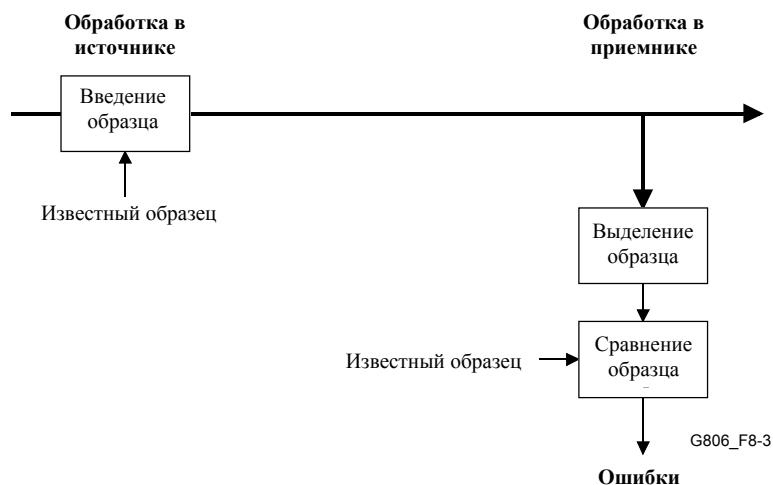 Обработка в
источнике
Обработка в
приемнике
Введение
образца
Известный образец
Выделение
образца
Известный образец
Сравнение
образца
G806_F8-3
Ошибки